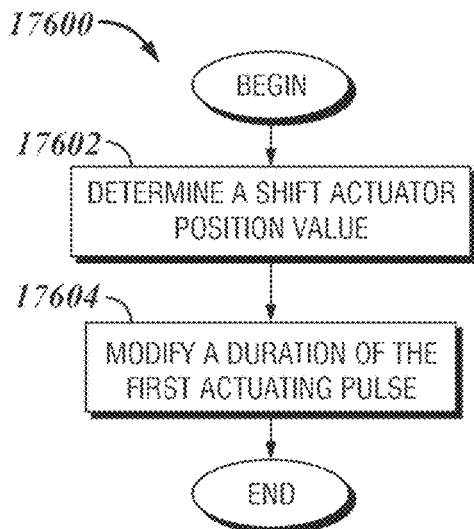 17600
BEGIN
17602
DETERMINE A SHIFT ACTUATOR
POSITION VALUE
17604
MODIFY A DURATION OF THE
FIRST ACTUATING PULSE
END